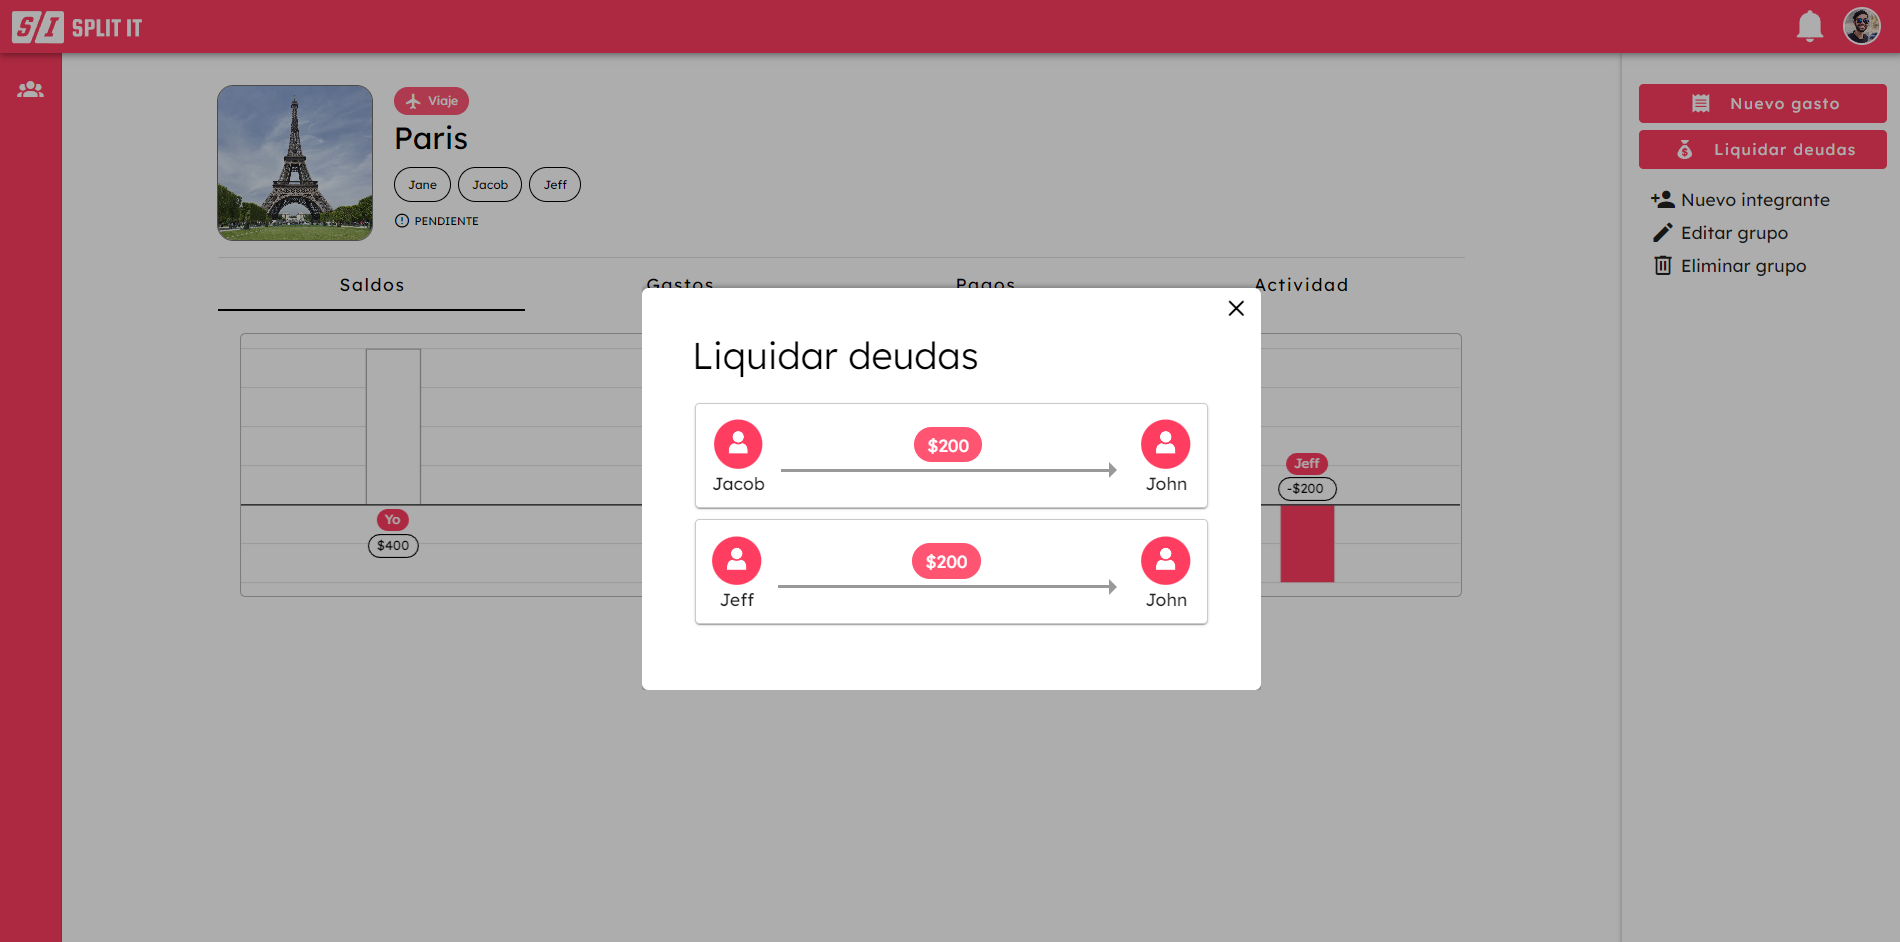 S/I SPLIT IT
Viaje
Paris
Jane Jacob Jeff
PENDIENTE
Nuevo gasto
Liquidar deudas
Nuevo integrante
Editar grupo
Eliminar grupo
Saldos Gastos Pagos Actividad
Yo
$400
Jeff
-$200
Liquidar deudas
$200
Jacob John
$200
Jeff John